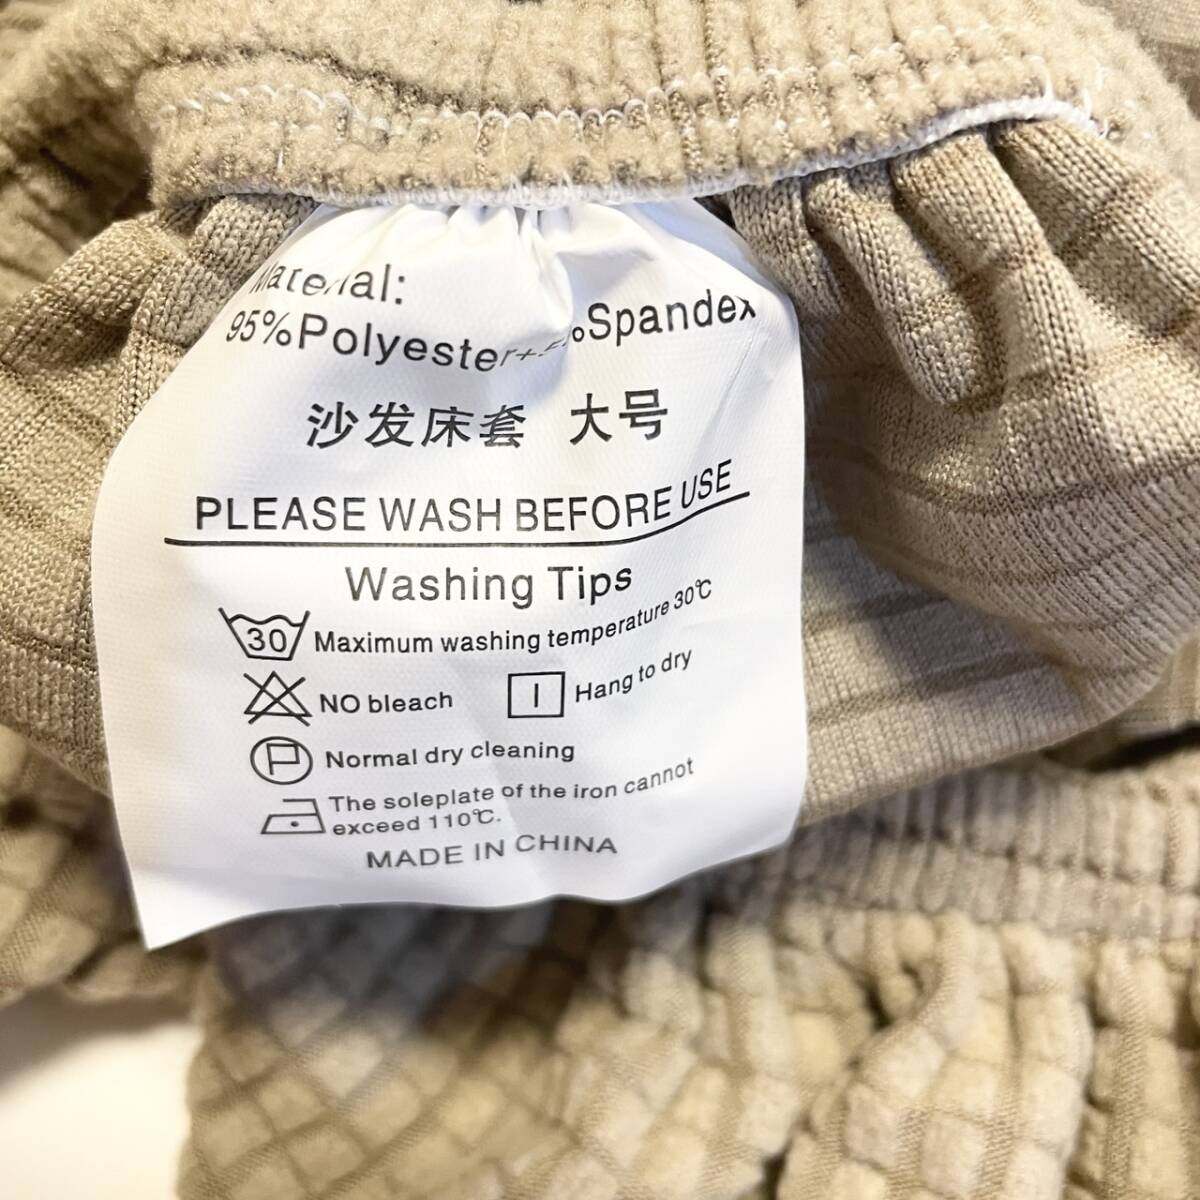 Material:
95%Polyester+5%Spandex
沙发床套 大号
PLEASE WASH BEFORE USE
Washing Tips
30 Maximum washing temperature 30℃
NO bleach Hang to dry
P Normal dry cleaning
The soleplate of the iron cannot
exceed 110℃.
MADE IN CHINA